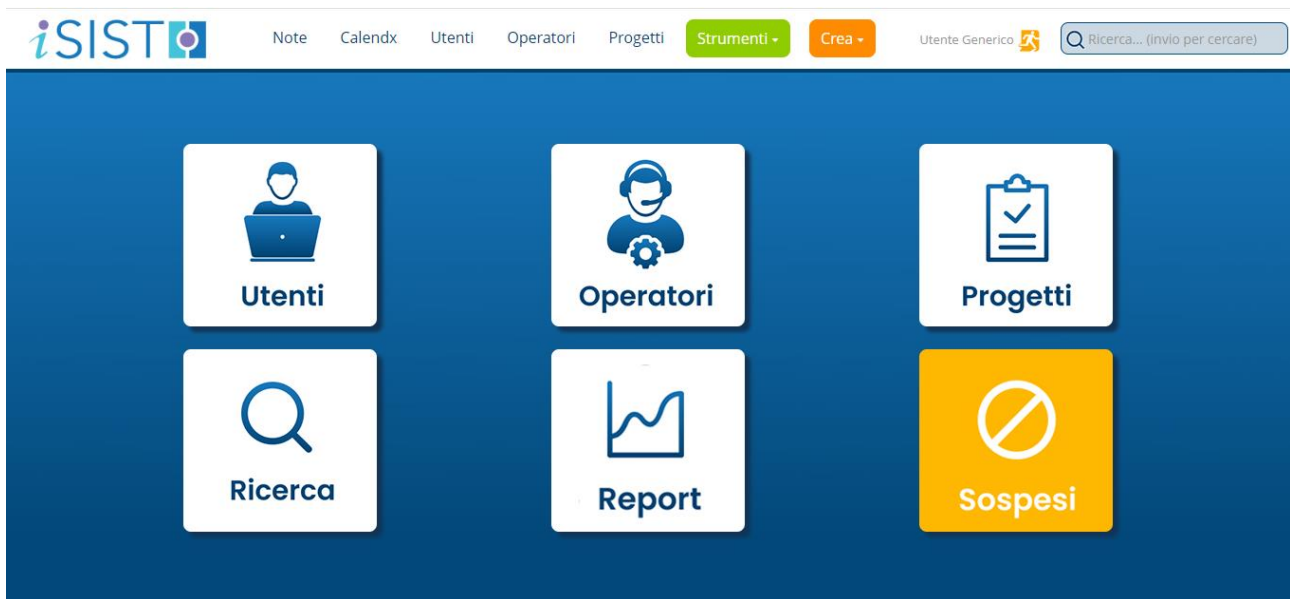 iSIST
Note Calendx Utenti Operatori Progetti Strumenti Crea Utente Generico Ricerca... (invio per cercare)
Utenti Operatori Progetti
Ricerca Report Sospesi